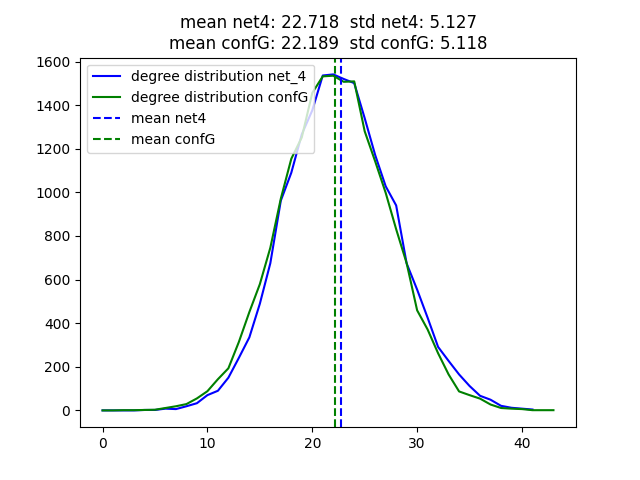 mean net4: 22.718  std net4: 5.127
mean confG: 22.189  std confG: 5.118
1600
1400
1200
1000
800
600
400
200
0
degree distribution net_4
degree distribution confG
mean net4
mean confG
0 10 20 30 40